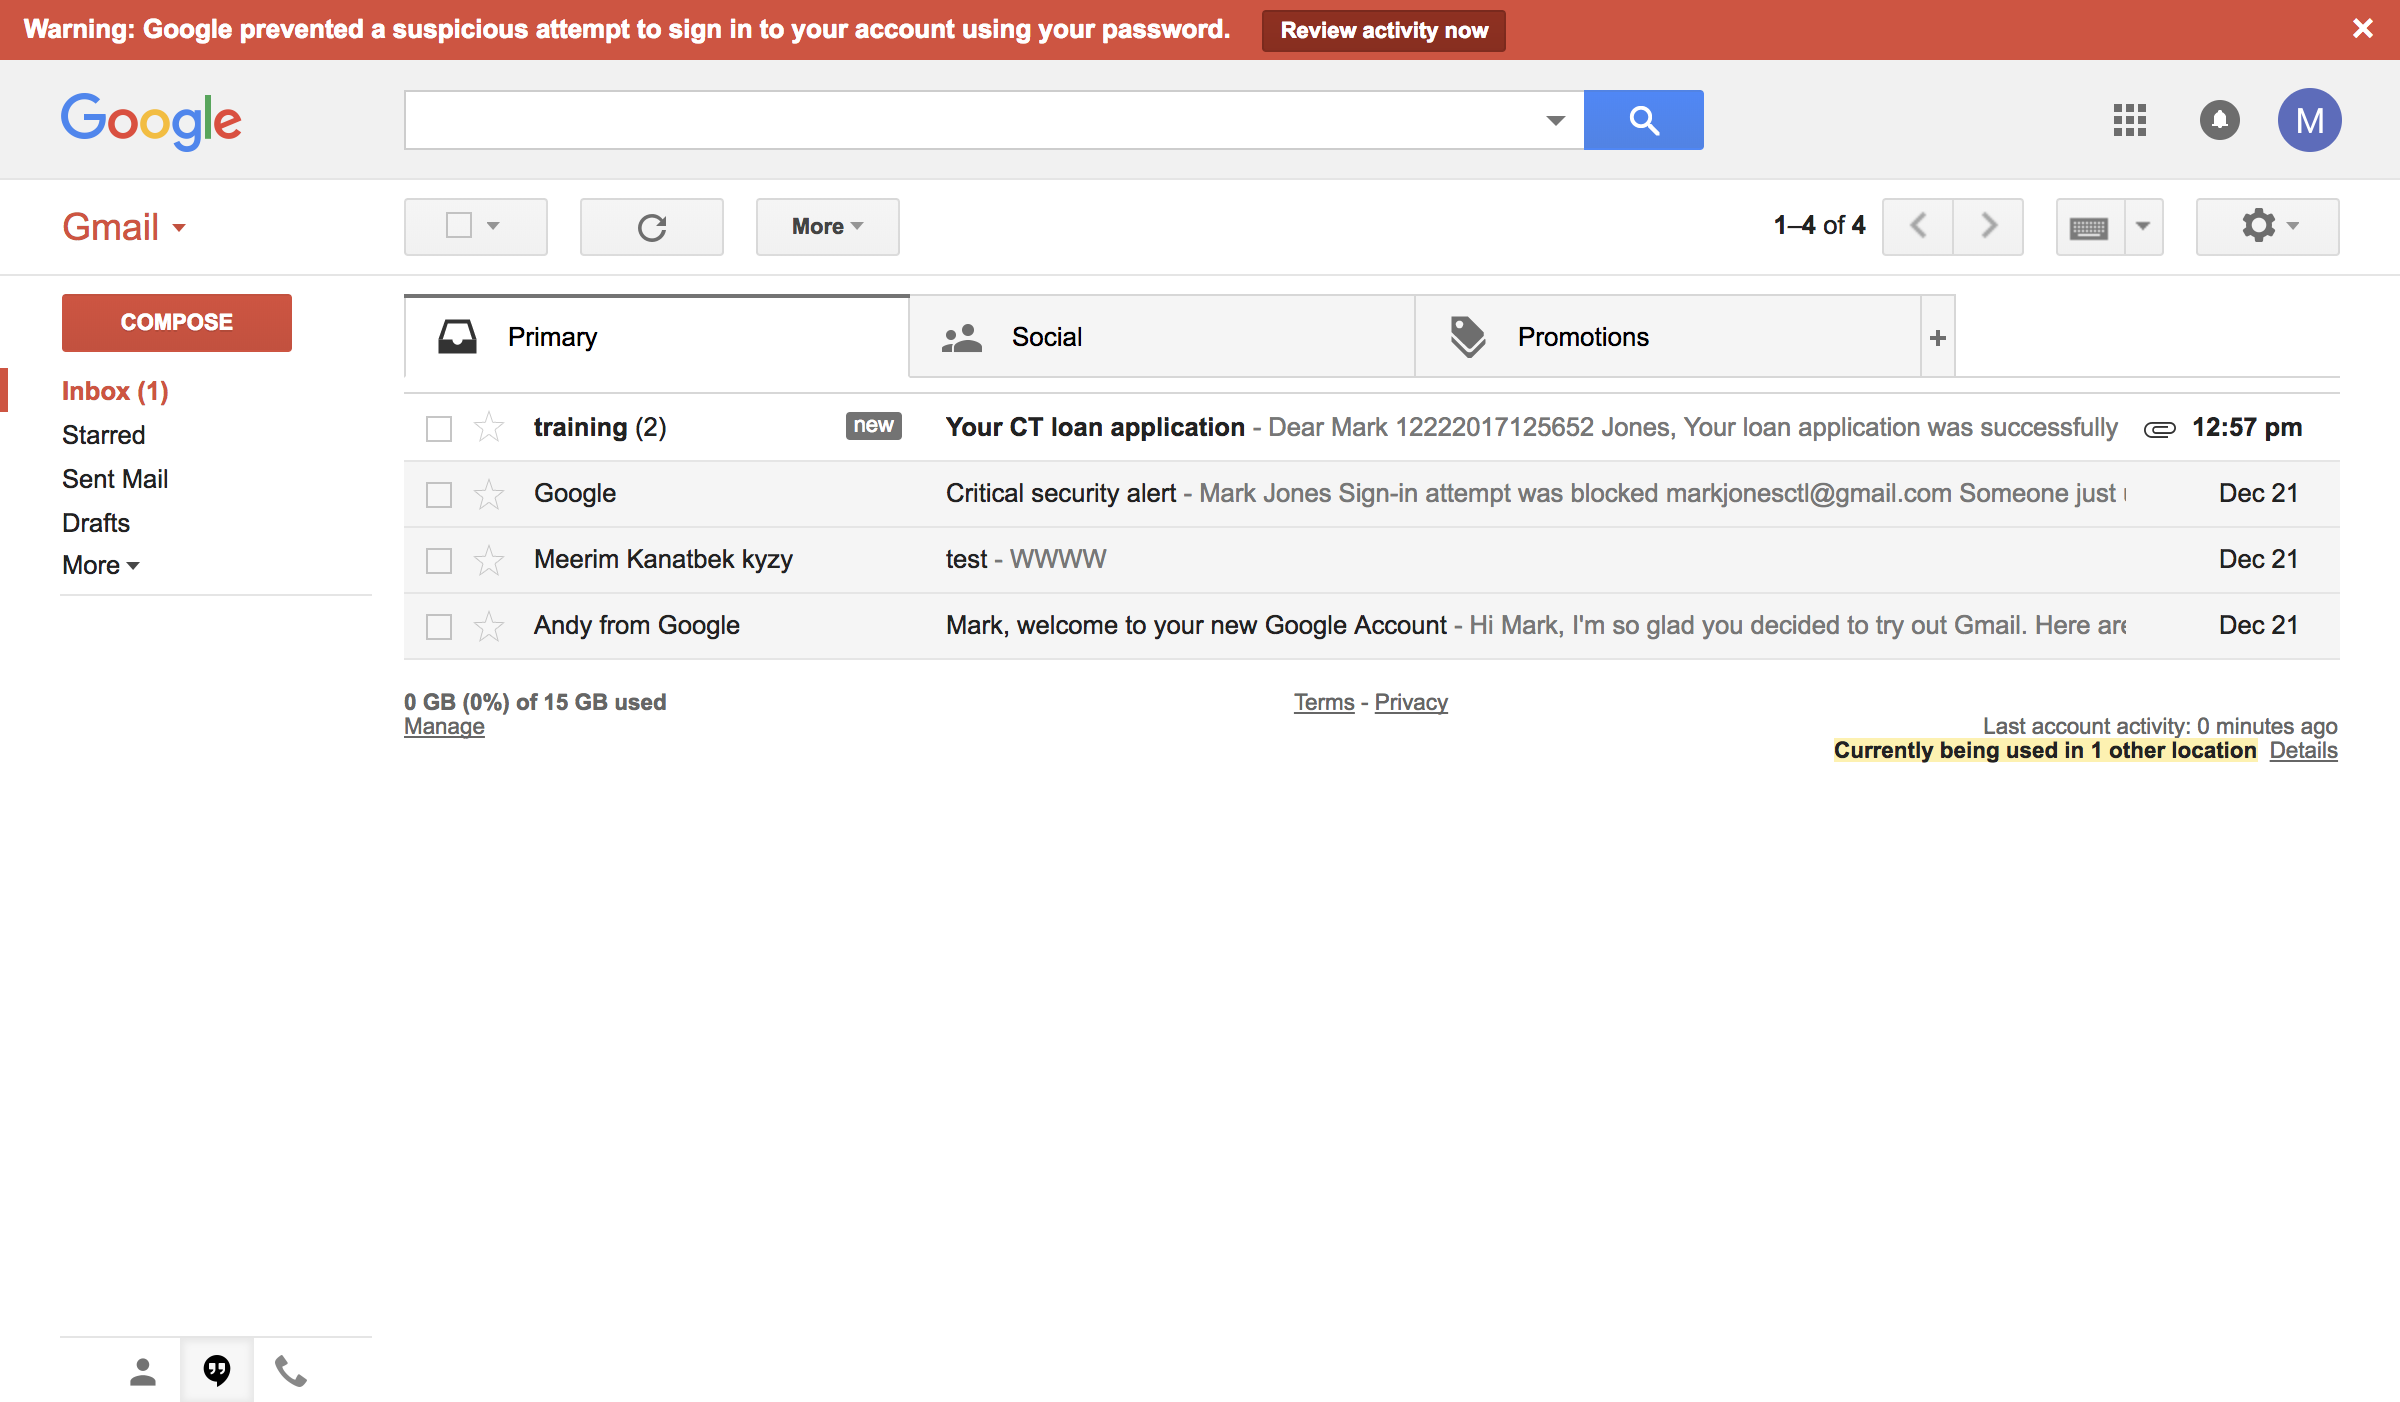 Warning: Google prevented a suspicious attempt to sign in to your account using your password. Review activity now
Google
M
Gmail
More
1–4 of 4
COMPOSE
Primary
Social
Promotions
+
Inbox (1)
Starred
Sent Mail
Drafts
More
training (2) new Your CT loan application - Dear Mark 12222017125652 Jones, Your loan application was successfully 12:57 pm
Google Critical security alert - Mark Jones Sign-in attempt was blocked markjonesctl@gmail.com Someone just Dec 21
Meerim Kanatbek kyzy test - WWWW Dec 21
Andy from Google Mark, welcome to your new Google Account - Hi Mark, I'm so glad you decided to try out Gmail. Here are Dec 21
0 GB (0%) of 15 GB used
Manage
Terms - Privacy
Last account activity: 0 minutes ago
Currently being used in 1 other location Details